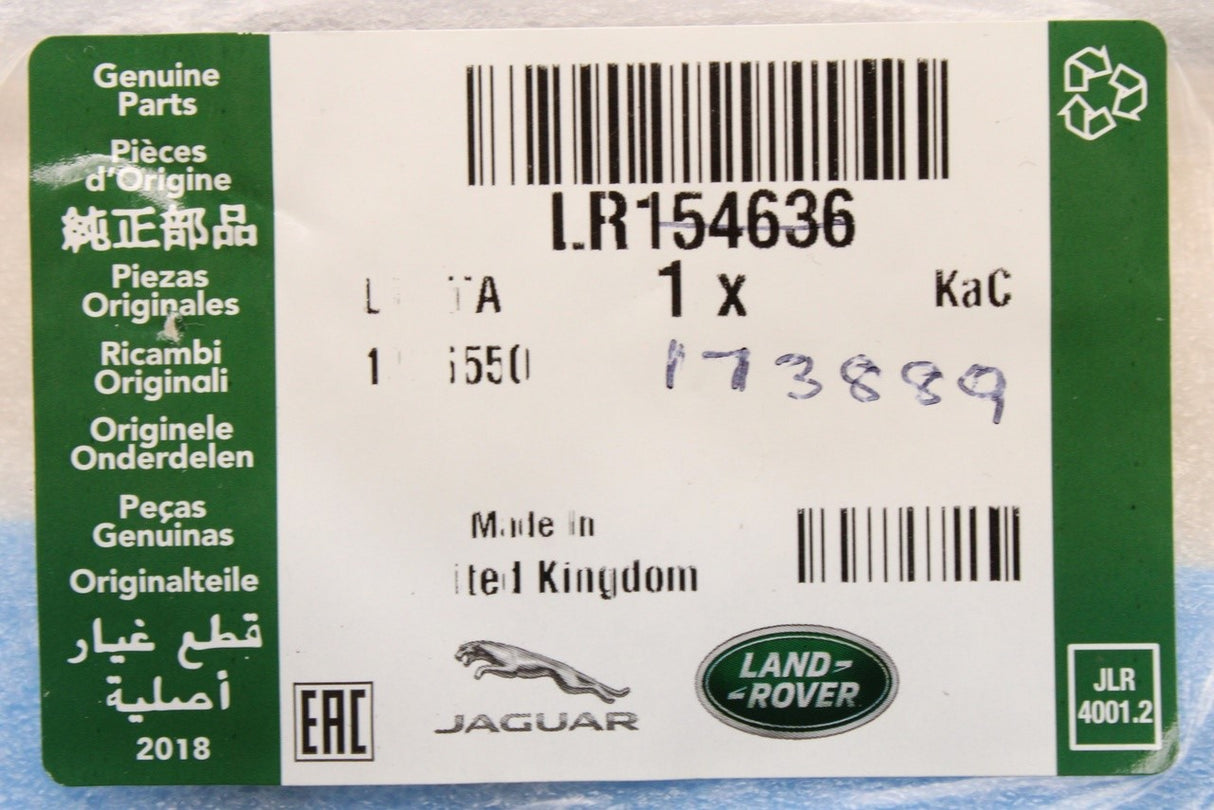 Genuine
Parts
Pièces
d'Origine
純正部品
Piezas
Originales
Ricambi
Originali
Originele
Onderdelen
Peças
Genuinas
Originalteile
قطع غيار
أصلية
2018
LR154636
1 x
KaC
173889
Made in
Kingdom
EAC
JAGUAR
LAND-
-ROVER
JLR
4001.2